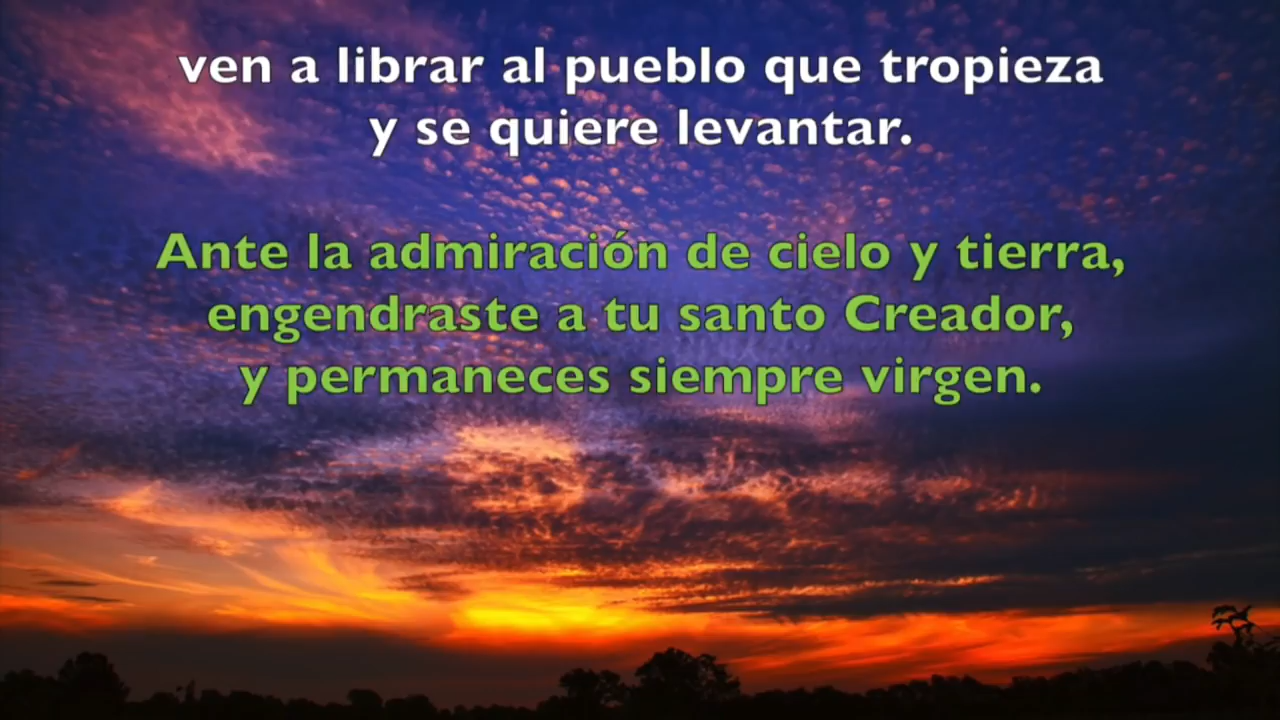 ven a librar al pueblo que tropieza
y se quiere levantar.
Ante la admiración de cielo y tierra,
engendraste a tu santo Creador,
y permaneces siempre virgen.